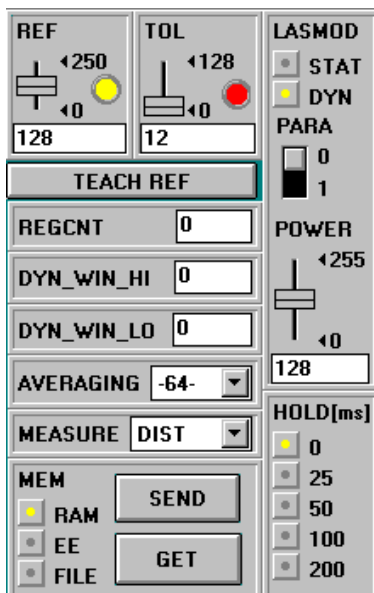 REF
◂250
◂0
128
TOL
◂128
◂0
12
TEACH REF
REGCNT 0
DYN_WIN_HI 0
DYN_WIN_LO 0
AVERAGING -64-
MEASURE DIST
MEM
RAM
EE
FILE
SEND
GET
LASMOD
STAT
DYN
PARA
0
1
POWER
◂255
◂0
128
HOLD[ms]
0
25
50
100
200